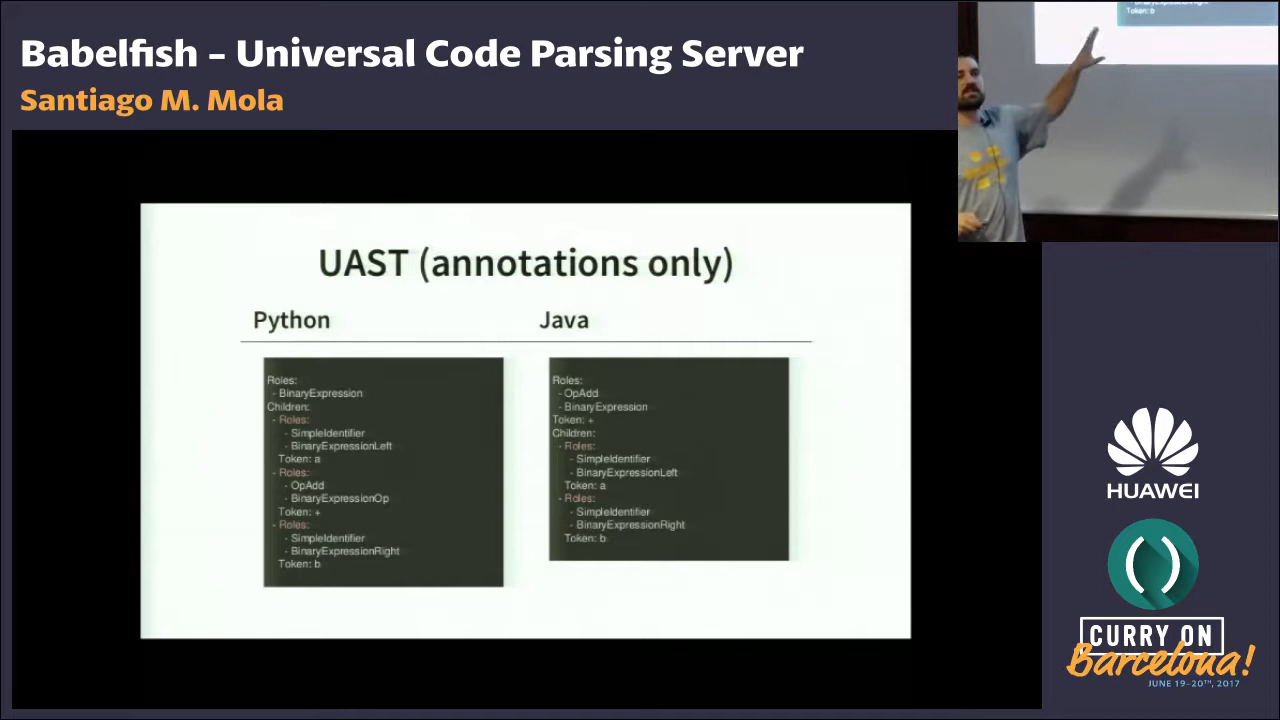 Babelfish – Universal Code Parsing Server
Santiago M. Mola
Token: b
UAST (annotations only)
Python
Java
Roles:
- BinaryExpression
Children:
- Roles:
- SimpleIdentifier
- BinaryExpressionLeft
Token: a
- Roles:
- OpAdd
- BinaryExpressionOp
Token: +
- Roles:
- SimpleIdentifier
- BinaryExpressionRight
Token: b
Roles:
- OpAdd
- BinaryExpression
Token: +
Children:
- Roles:
- SimpleIdentifier
- BinaryExpressionLeft
Token: a
- Roles:
- SimpleIdentifier
- BinaryExpressionRight
Token: b
HUAWEI
CURRY ON
Barcelona!
JUNE 19-20TH, 2017